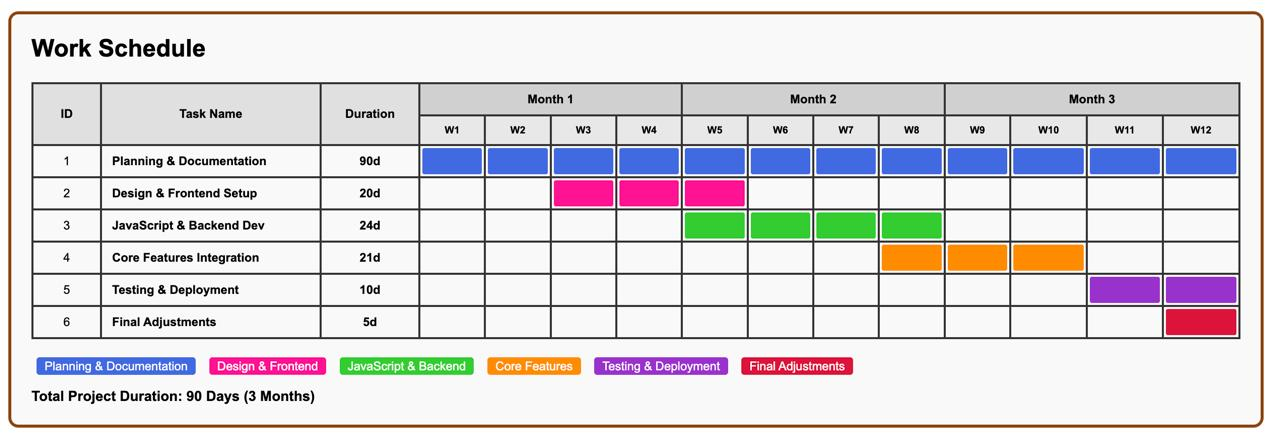 Work Schedule
ID Task Name Duration Month 1 Month 2 Month 3
W1 W2 W3 W4 W5 W6 W7 W8 W9 W10 W11 W12
1 Planning & Documentation 90d
2 Design & Frontend Setup 20d
3 JavaScript & Backend Dev 24d
4 Core Features Integration 21d
5 Testing & Deployment 10d
6 Final Adjustments 5d
Planning & Documentation Design & Frontend JavaScript & Backend Core Features Testing & Deployment Final Adjustments
Total Project Duration: 90 Days (3 Months)